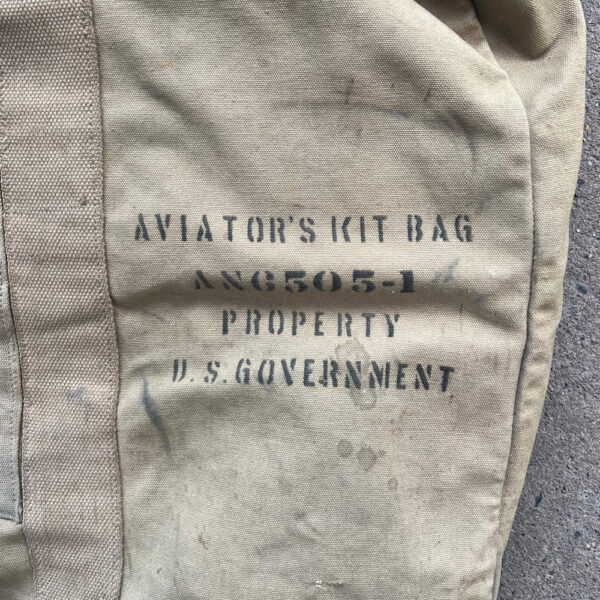 AVIATOR'S KIT BAG
AN6505-1
PROPERTY
U.S. GOVERNMENT